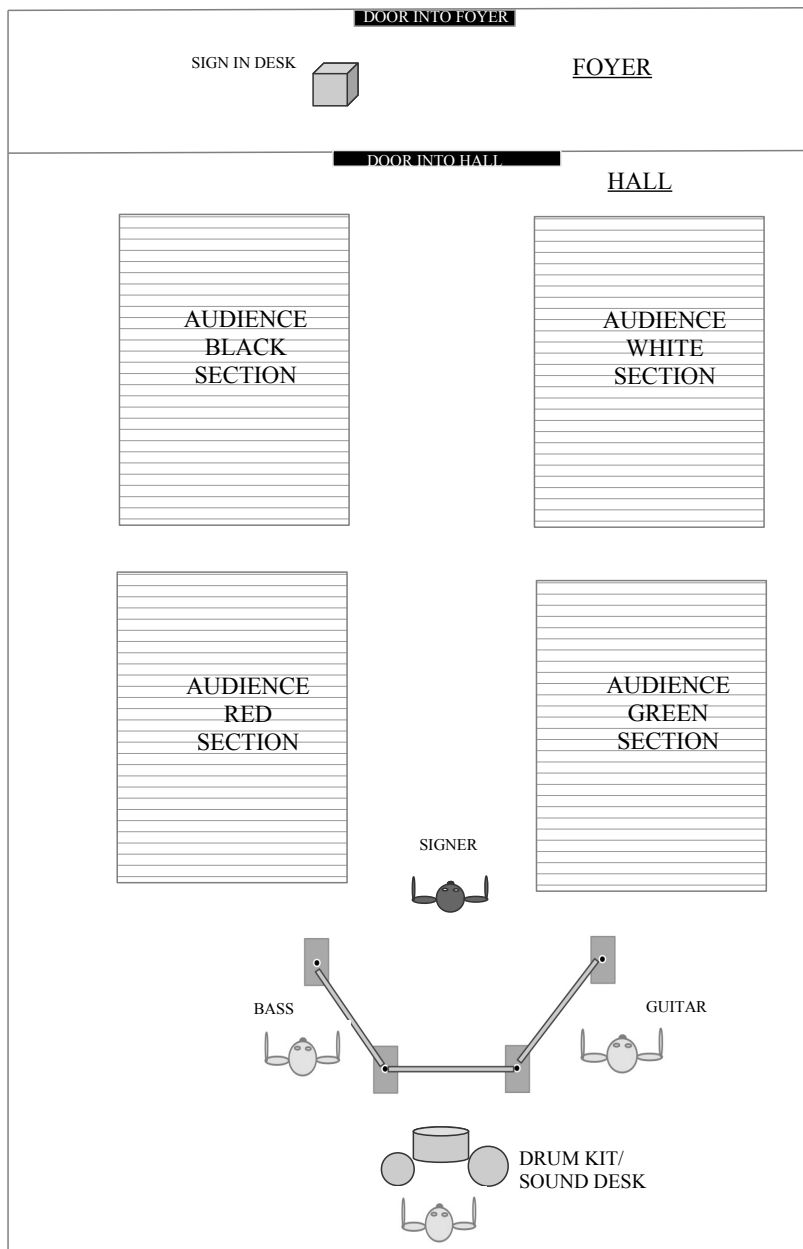 DOOR INTO FOYER
SIGN IN DESK
FOYER
DOOR INTO HALL
HALL
AUDIENCE
BLACK
SECTION
AUDIENCE
WHITE
SECTION
AUDIENCE
RED
SECTION
AUDIENCE
GREEN
SECTION
SIGNER
BASS
GUITAR
DRUM KIT/
SOUND DESK